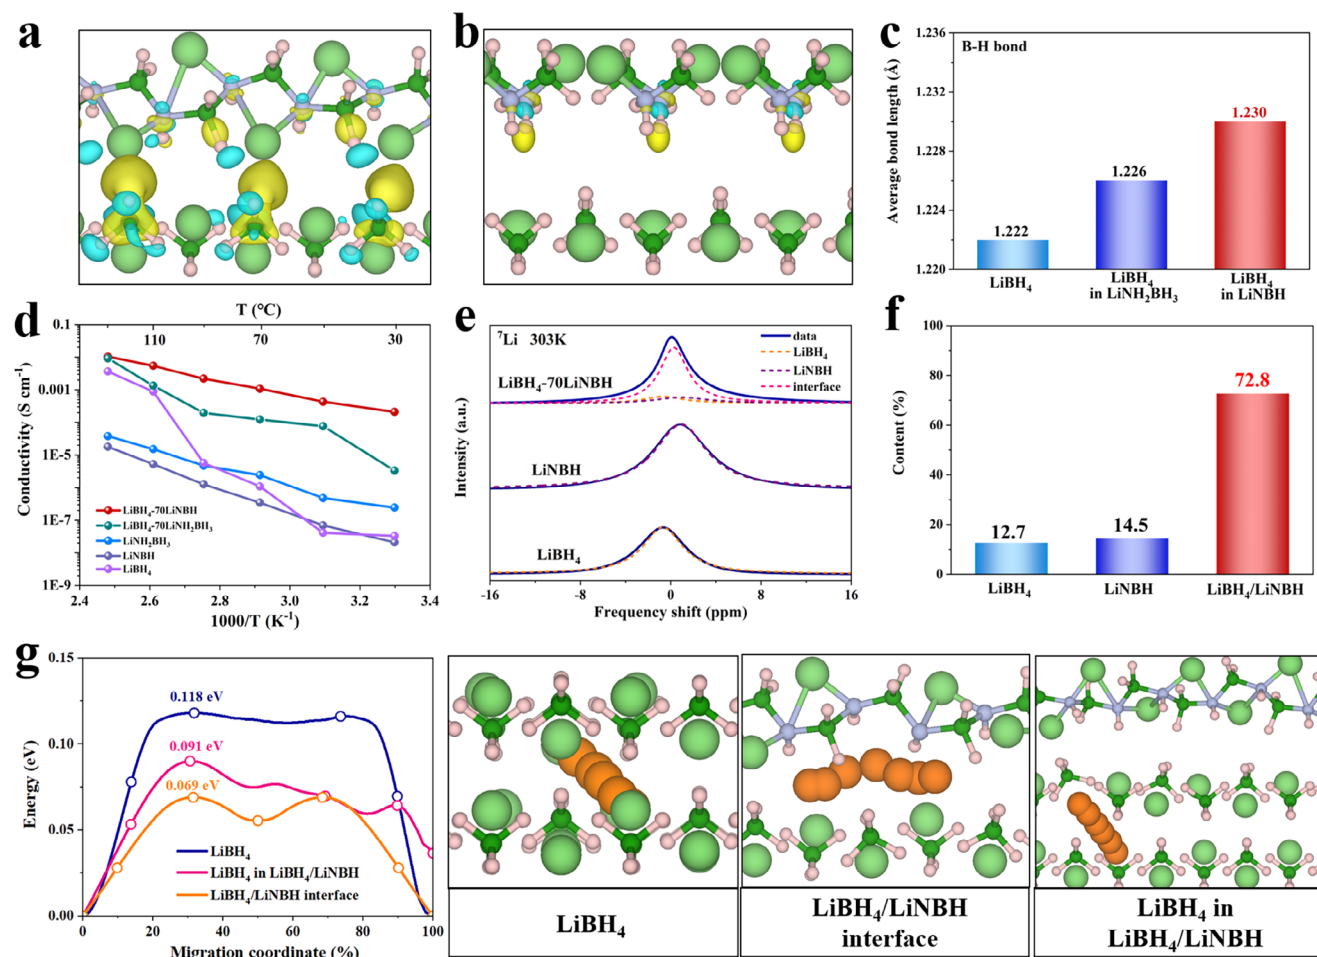 a
b
c
B-H bond
Average bond length (Å)
1.236
1.232
1.228
1.224
1.220
1.222
1.226
1.230
LiBH₄
LiBH₄
in LiNH₂BH₃
LiBH₄
in LiNBH
d
T (°C)
110
70
30
Conductivity (S cm⁻¹)
0.1
0.001
1E-5
1E-7
1E-9
LiBH₄-70LiNBH
LiBH₄-70LiNH₂BH₃
LiNH₂BH₃
LiNBH
LiBH₄
2.4
2.6
2.8
3.0
3.2
3.4
1000/T (K⁻¹)
e
⁷Li 303K
data
LiBH₄
LiNBH
interface
LiBH₄-70LiNBH
LiNBH
LiBH₄
Intensity (a.u.)
-16
-8
0
8
16
Frequency shift (ppm)
f
Content (%)
100
80
60
40
20
0
12.7
14.5
72.8
LiBH₄
LiNBH
LiBH₄/LiNBH
g
Energy (eV)
0.15
0.10
0.05
0.00
0.118 eV
0.091 eV
0.069 eV
LiBH₄
LiBH₄ in LiBH₄/LiNBH
LiBH₄/LiNBH interface
0
20
40
60
80
100
Migration coordinate (%)
LiBH₄
LiBH₄/LiNBH
interface
LiBH₄ in
LiBH₄/LiNBH